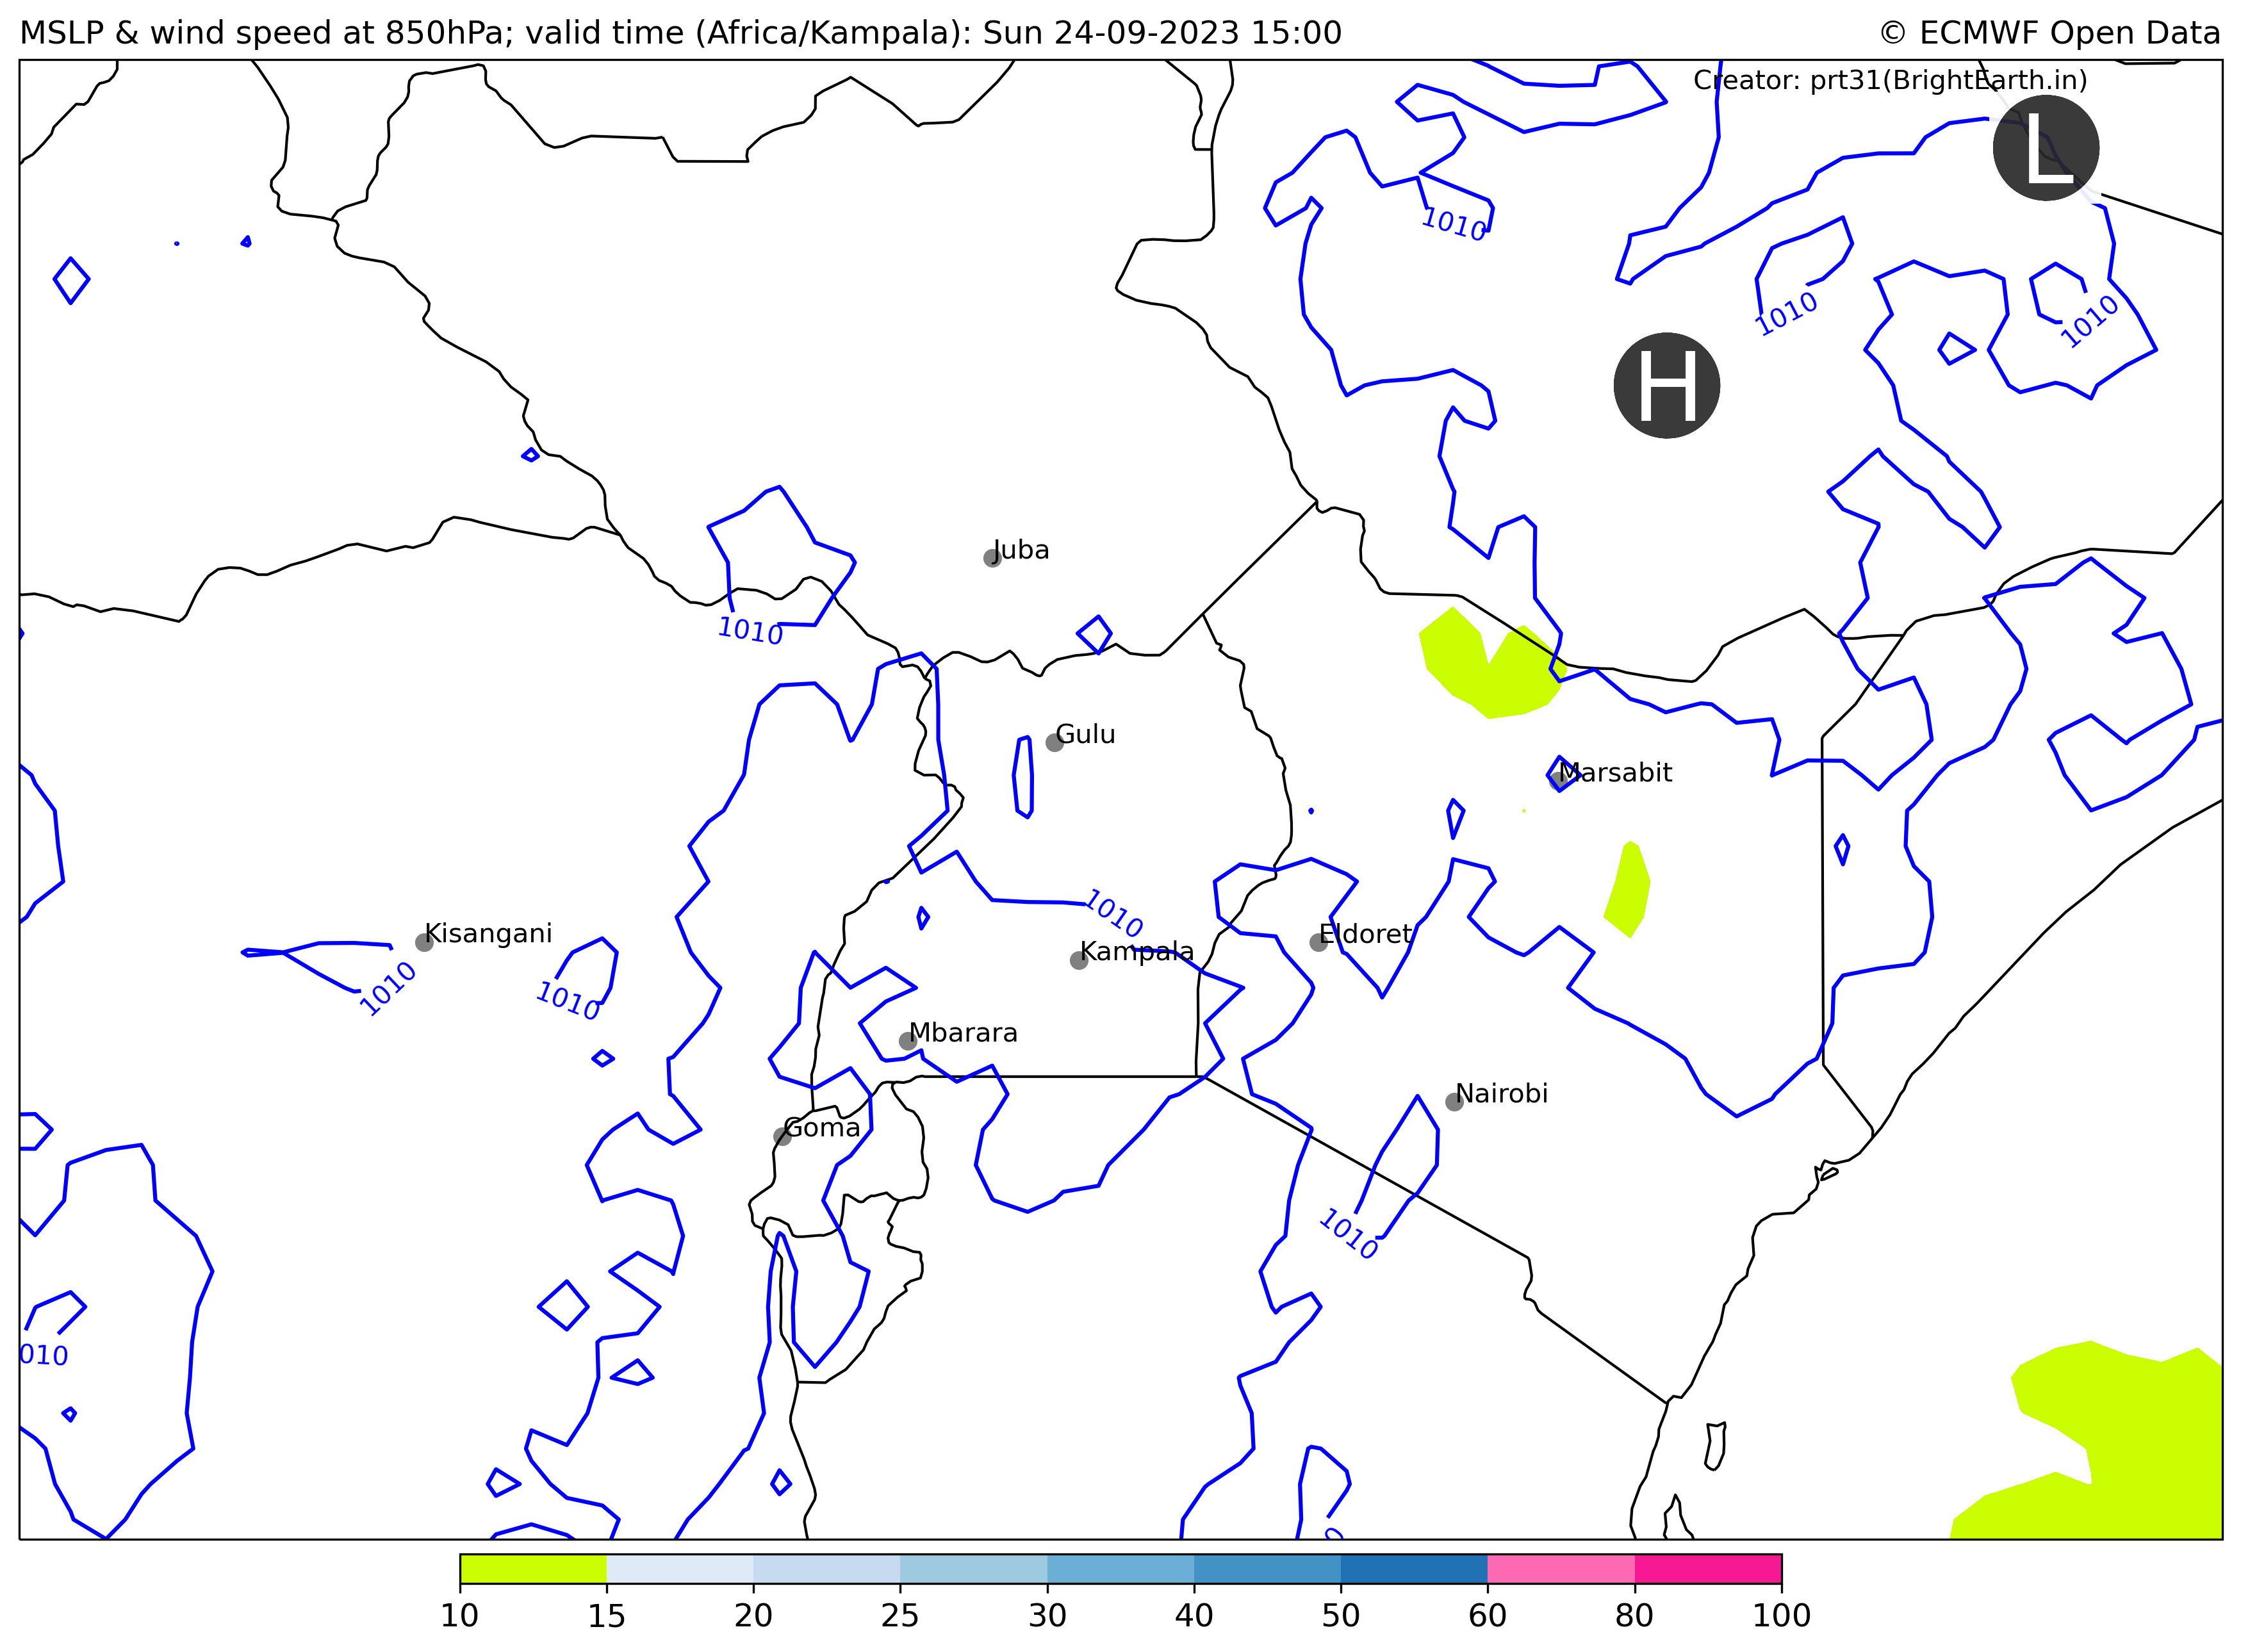 MSLP & wind speed at 850hPa; valid time (Africa/Kampala): Sun 24-09-2023 15:00
© ECMWF Open Data
Creator: prt31(BrightEarth.in)
L
1010
1010
1010
H
Juba
1010
Gulu
Marsabit
1010
Kisangani
Kampala
Eldoret
1010
1010
Mbarara
Nairobi
Goma
1010
010
0
10 15 20 25 30 40 50 60 80 100